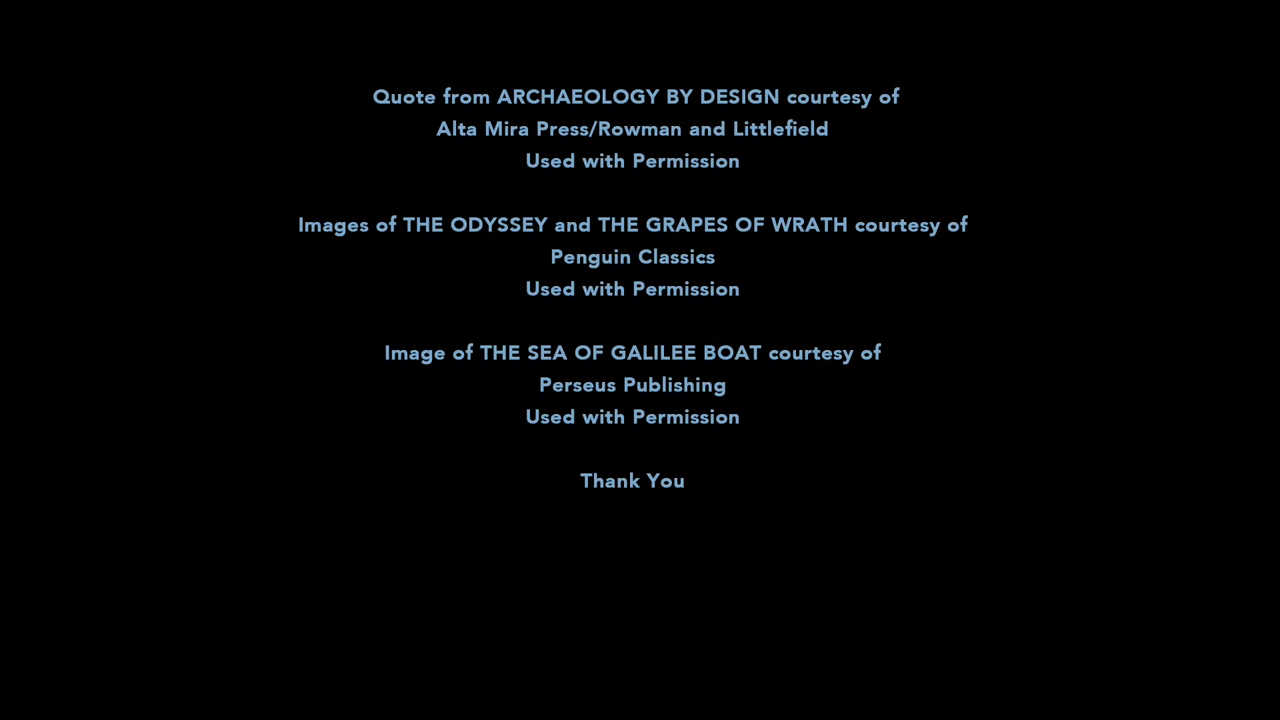 Quote from ARCHAEOLOGY BY DESIGN courtesy of
Alta Mira Press/Rowman and Littlefield
Used with Permission
Images of THE ODYSSEY and THE GRAPES OF WRATH courtesy of
Penguin Classics
Used with Permission
Image of THE SEA OF GALILEE BOAT courtesy of
Perseus Publishing
Used with Permission
Thank You